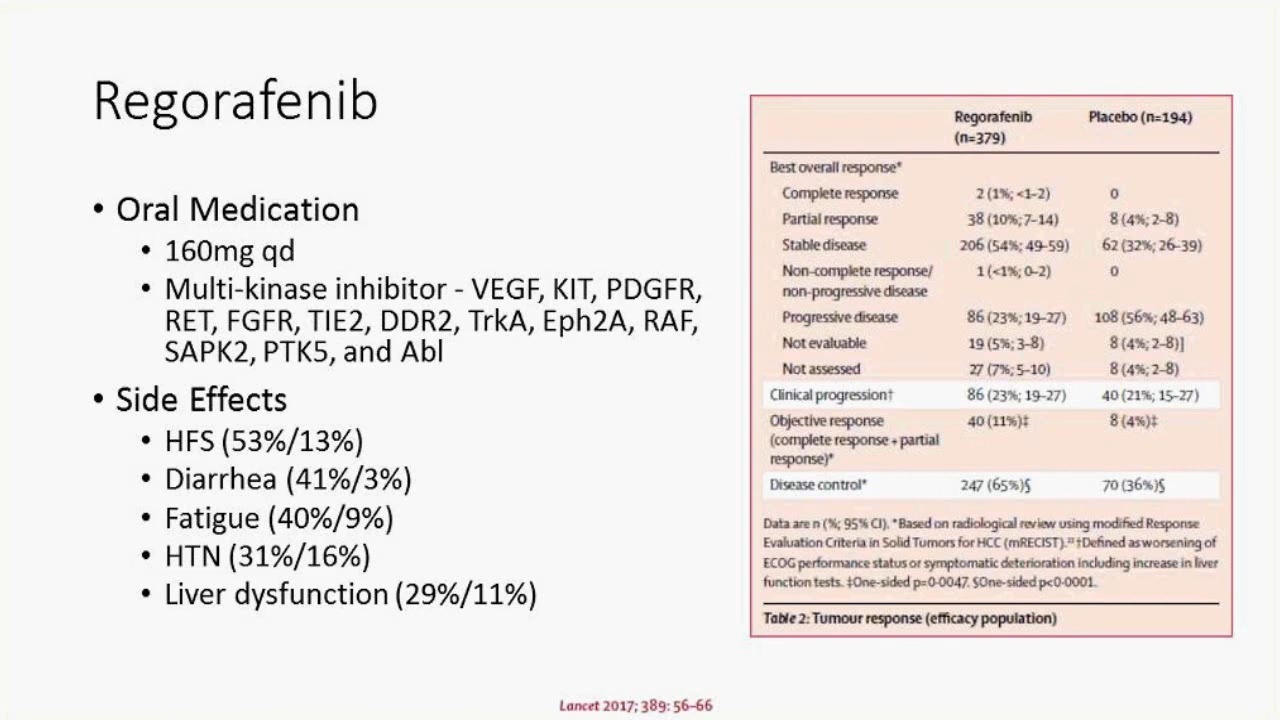 Regorafenib
• Oral Medication
• 160mg qd
• Multi-kinase inhibitor - VEGF, KIT, PDGFR,
RET, FGFR, TIE2, DDR2, TrkA, Eph2A, RAF,
SAPK2, PTK5, and Abl
• Side Effects
• HFS (53%/13%)
• Diarrhea (41%/3%)
• Fatigue (40%/9%)
• HTN (31%/16%)
• Liver dysfunction (29%/11%)
Regorafenib Placebo (n=194)
(n=379)
Best overall response*
Complete response 2 (1%; <1–2) 0
Partial response 38 (10%; 7–14) 8 (4%; 2–8)
Stable disease 206 (54%; 49–59) 62 (32%; 26–39)
Non-complete response/ 1 (<1%; 0–2) 0
non-progressive disease
Progressive disease 86 (23%; 19–27) 108 (56%; 48–63)
Not evaluable 19 (5%; 3–8) 8 (4%; 2–8)]
Not assessed 27 (7%; 5–10) 8 (4%; 2–8)
Clinical progression† 86 (23%; 19–27) 40 (21%; 15–27)
Objective response 40 (11%)‡ 8 (4%)‡
(complete response + partial
response)*
Disease control* 247 (65%)§ 70 (36%)§
Data are n (%; 95% CI). *Based on radiological review using modified Response
Evaluation Criteria in Solid Tumors for HCC (mRECIST). †Defined as worsening of
ECOG performance status or symptomatic deterioration including increase in liver
function tests. ‡One-sided p=0·0047. §One-sided p<0·0001.
Table 2: Tumour response (efficacy population)
Lancet 2017; 389: 56–66